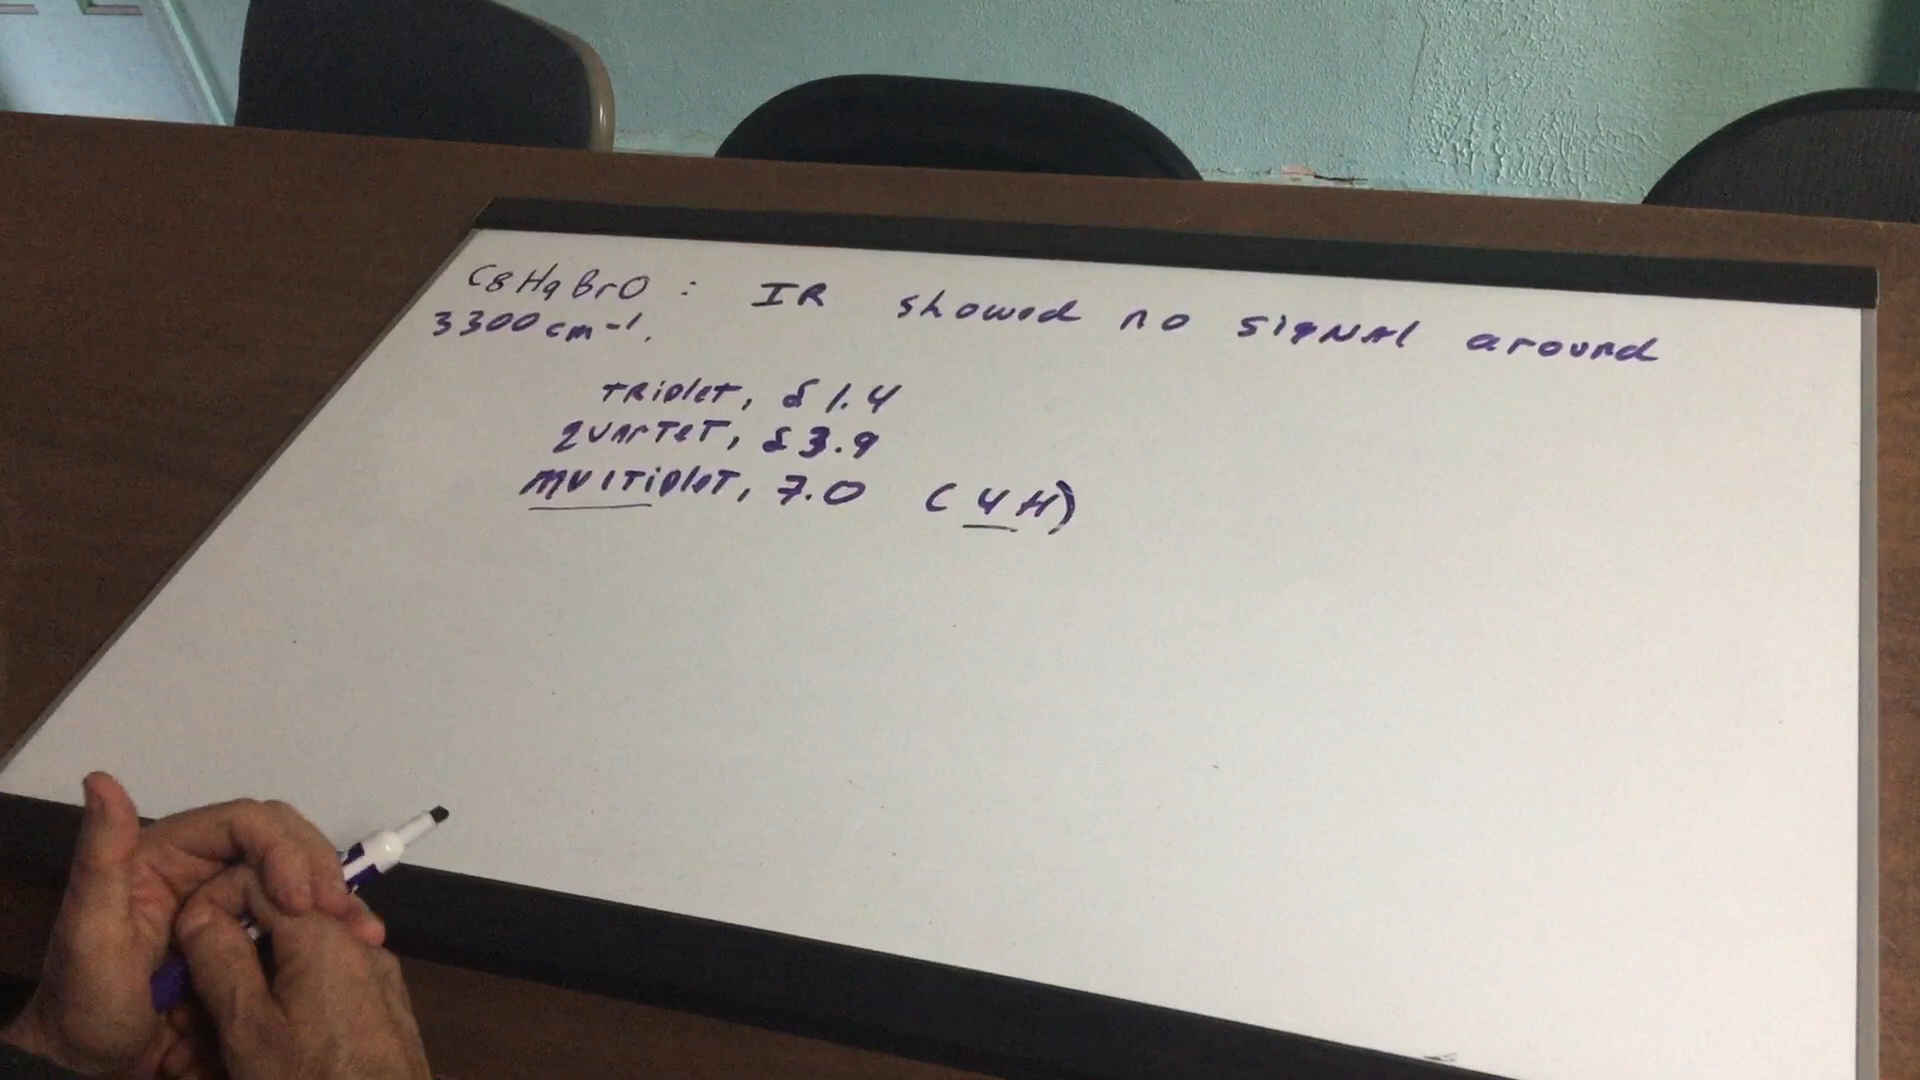 C8H9BrO : IR showed no signal around
3300 cm-1.
triplet, δ 1.4
quartet, δ 3.9
multiplet, 7.0 (4H)